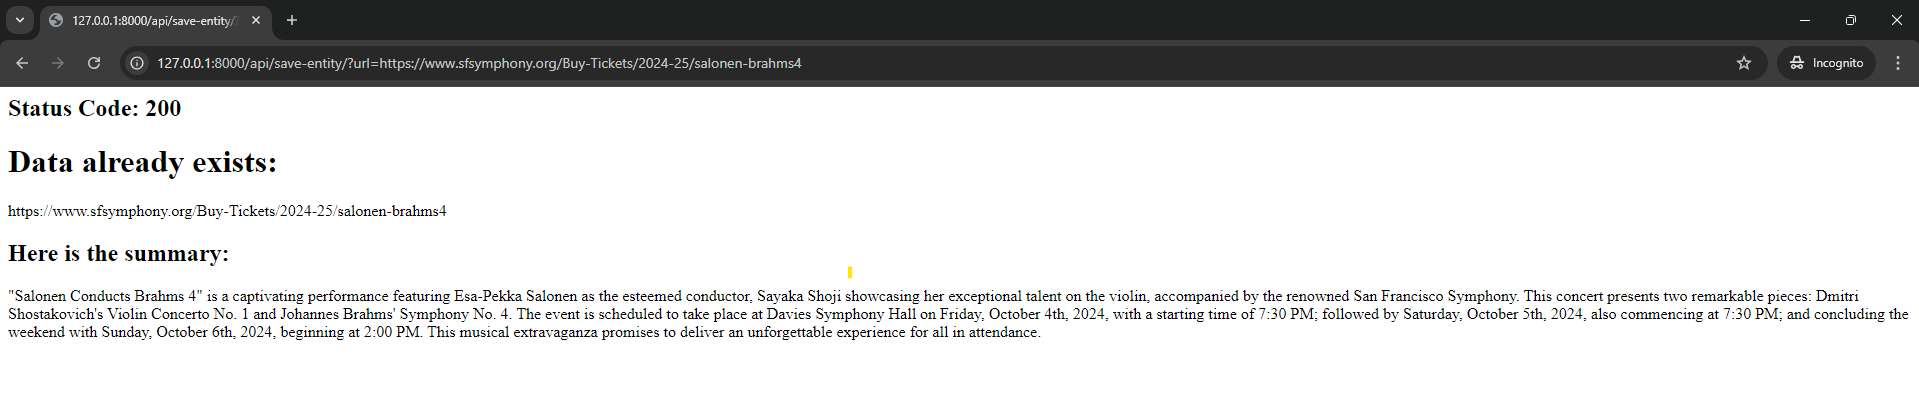 127.0.0.1:8000/api/save-entity/?
127.0.0.1:8000/api/save-entity/?url=https://www.sfsymphony.org/Buy-Tickets/2024-25/salonen-brahms4
Incognito
Status Code: 200
Data already exists:
https://www.sfsymphony.org/Buy-Tickets/2024-25/salonen-brahms4
Here is the summary:
"Salonen Conducts Brahms 4" is a captivating performance featuring Esa-Pekka Salonen as the esteemed conductor, Sayaka Shoji showcasing her exceptional talent on the violin, accompanied by the renowned San Francisco Symphony. This concert presents two remarkable pieces: Dmitri
Shostakovich's Violin Concerto No. 1 and Johannes Brahms' Symphony No. 4. The event is scheduled to take place at Davies Symphony Hall on Friday, October 4th, 2024, with a starting time of 7:30 PM; followed by Saturday, October 5th, 2024, also commencing at 7:30 PM; and concluding the
weekend with Sunday, October 6th, 2024, beginning at 2:00 PM. This musical extravaganza promises to deliver an unforgettable experience for all in attendance.